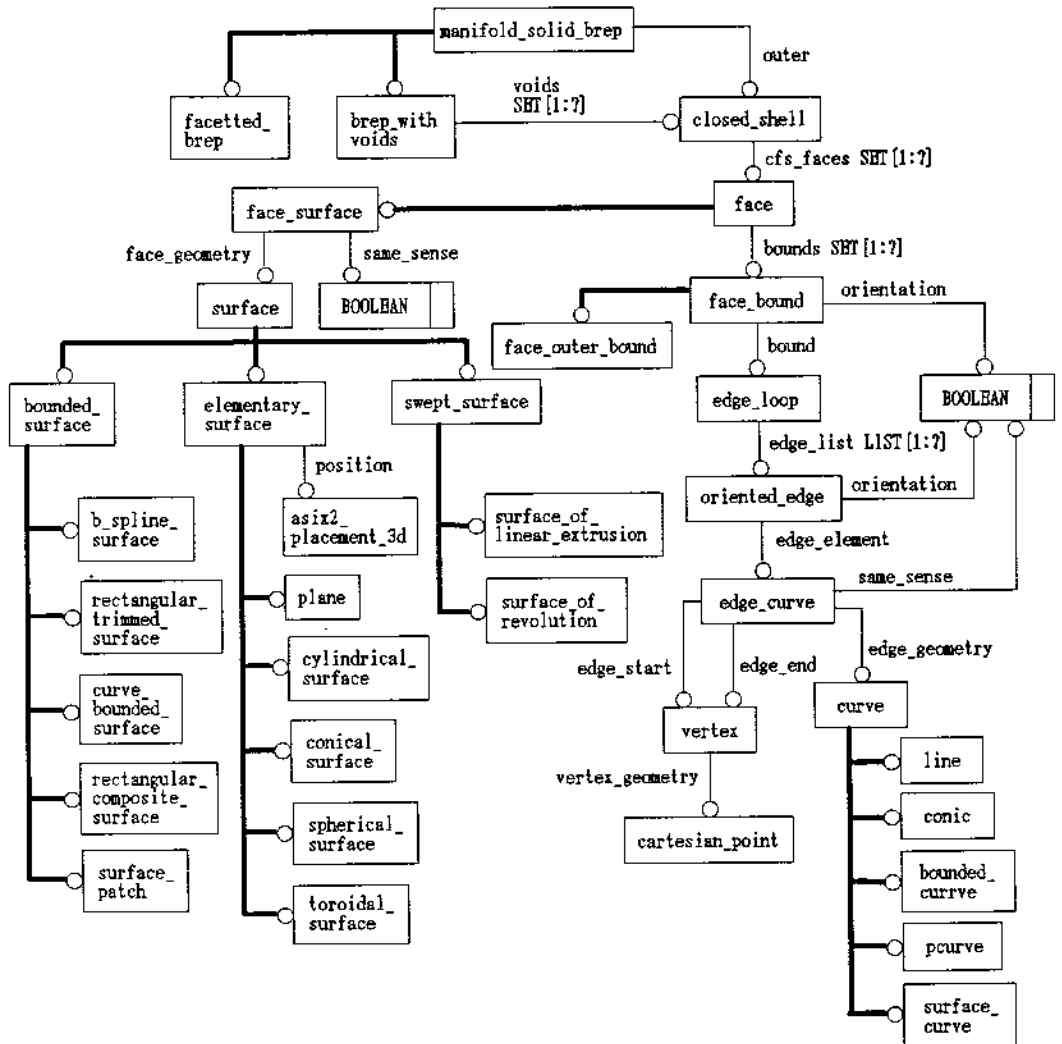 manifold_solid_brep
outer
voids
SET[1:?]
facetted_
brep
brep_with
voids
closed_shell
cfs_faces SET[1:?]
face_surface
face
face_geometry
same_sense
bounds SET[1:?]
surface
BOOLEAN
face_bound
orientation
face_outer_bound
bound
bounded_
surface
elementary_
surface
swept_surface
edge_loop
BOOLEAN
position
edge_list LIST[1:?]
b_spline_
surface
asix2_
placement_3d
surface_of_
linear_extrusion
oriented_edge
orientation
edge_element
rectangular_
trimmed_
surface
plane
surface_of_
revolution
edge_curve
same_sense
cylindrical_
surface
edge_start
edge_end
edge_geometry
curve_
bounded_
surface
vertex
curve
conical_
surface
vertex_geometry
line
rectangular_
composite_
surface
spherical_
surface
cartesian_point
conic
surface_
patch
bounded_
currve
toroidal_
surface
pcurve
surface_
curve